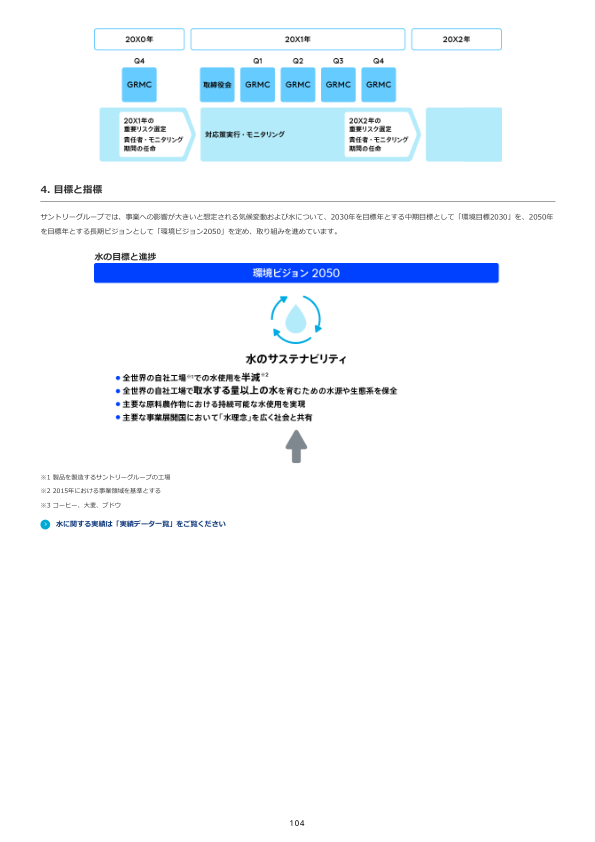 20X0年 20X1年 20X2年
Q4 Q1 Q2 Q3 Q4
GRMC 取締役会 GRMC GRMC GRMC GRMC
20X1年の
重要リスク選定
責任者・モニタリング
期間の任命
対応策実行・モニタリング
20X2年の
重要リスク選定
責任者・モニタリング
期間の任命
4. 目標と指標
サントリーグループでは、事業への影響が大きいと想定される気候変動および水について、2030年を目標年とする中期目標として「環境目標2030」を、2050年
を目標年とする長期ビジョンとして「環境ビジョン2050」を定め、取り組みを進めています。
水の目標と進捗
環境ビジョン 2050
水のサステナビリティ
●全世界の自社工場※1での水使用を半減※2
●全世界の自社工場で取水する量以上の水を育むための水源や生態系を保全
●主要な原料農作物における持続可能な水使用を実現
●主要な事業展開国において「水理念」を広く社会と共有
※1 製品を製造するサントリーグループの工場
※2 2015年における事業領域を基準とする
※3 コーヒー、大麦、ブドウ
水に関する実績は「実績データ一覧」をご覧ください
104